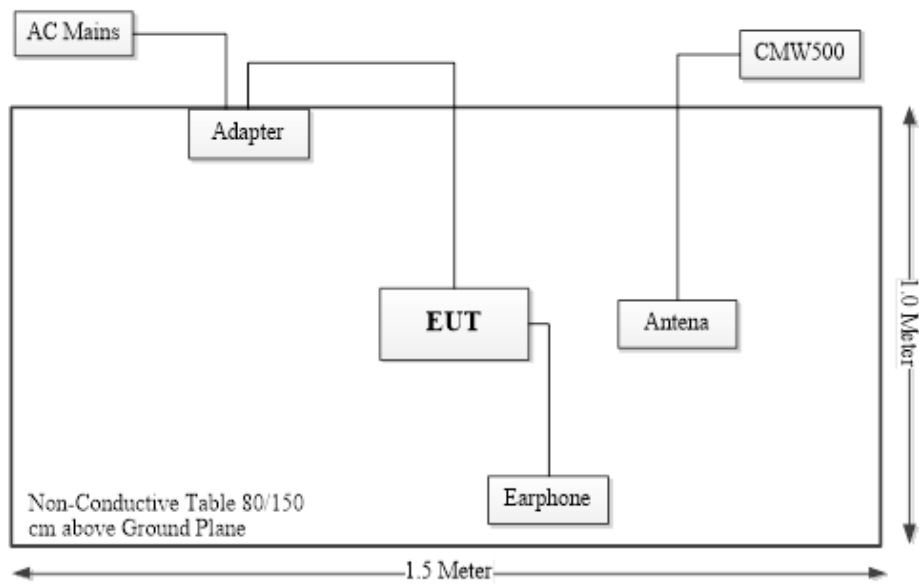 AC Mains
CMW500
Adapter
EUT
Antena
1.0 Meter
Earphone
Non-Conductive Table 80/150
cm above Ground Plane
1.5 Meter